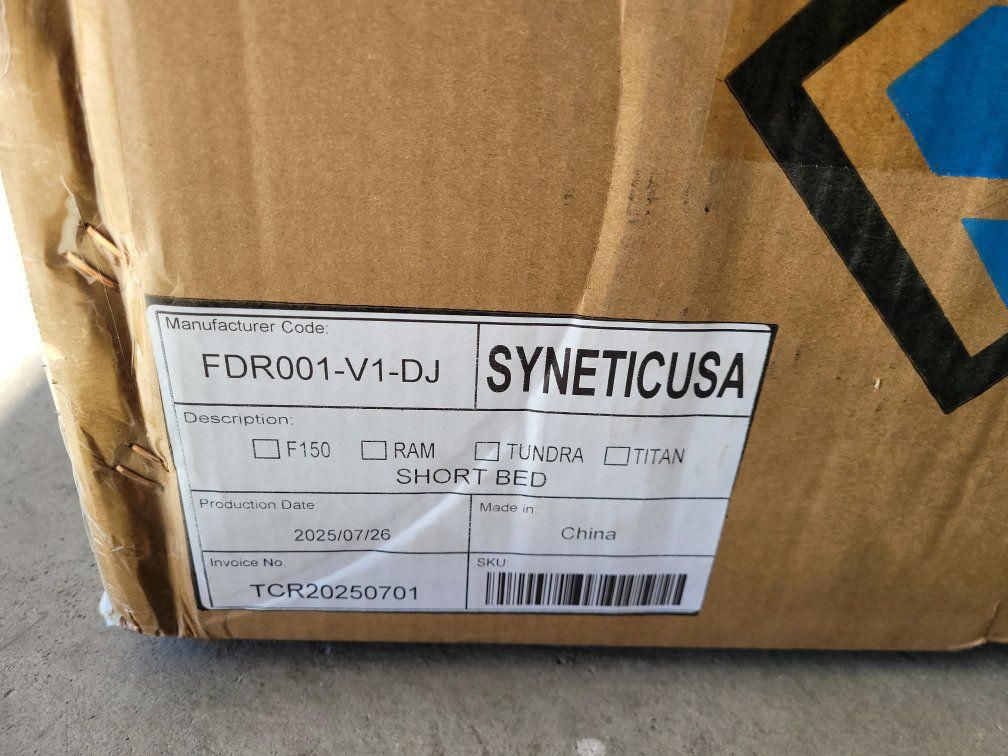 Manufacturer Code:
FDR001-V1-DJ
SYNETICUSA
Description:
F150 RAM TUNDRA TITAN
SHORT BED
Production Date
2025/07/26
Made in:
China
Invoice No.
TCR20250701
SKU: